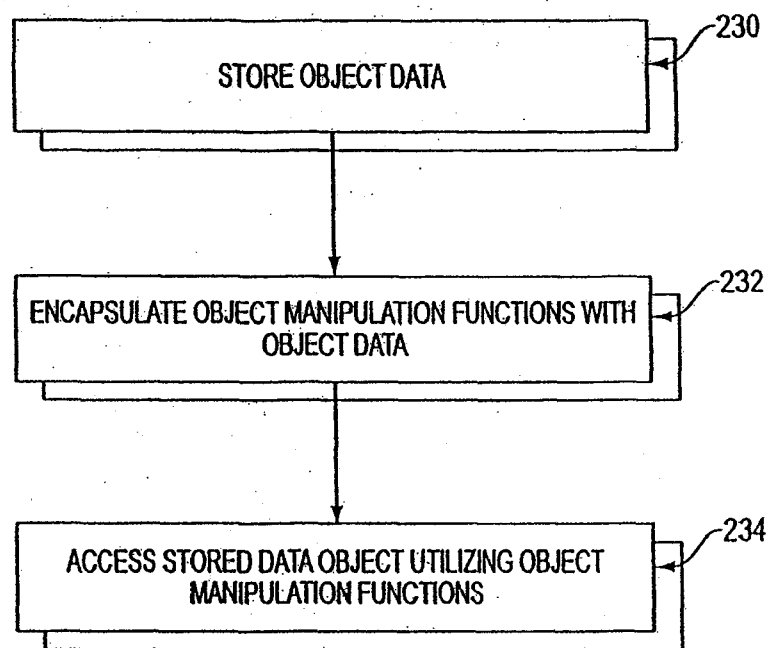 230
STORE OBJECT DATA
232
ENCAPSULATE OBJECT MANIPULATION FUNCTIONS WITH
OBJECT DATA
234
ACCESS STORED DATA OBJECT UTILIZING OBJECT
MANIPULATION FUNCTIONS